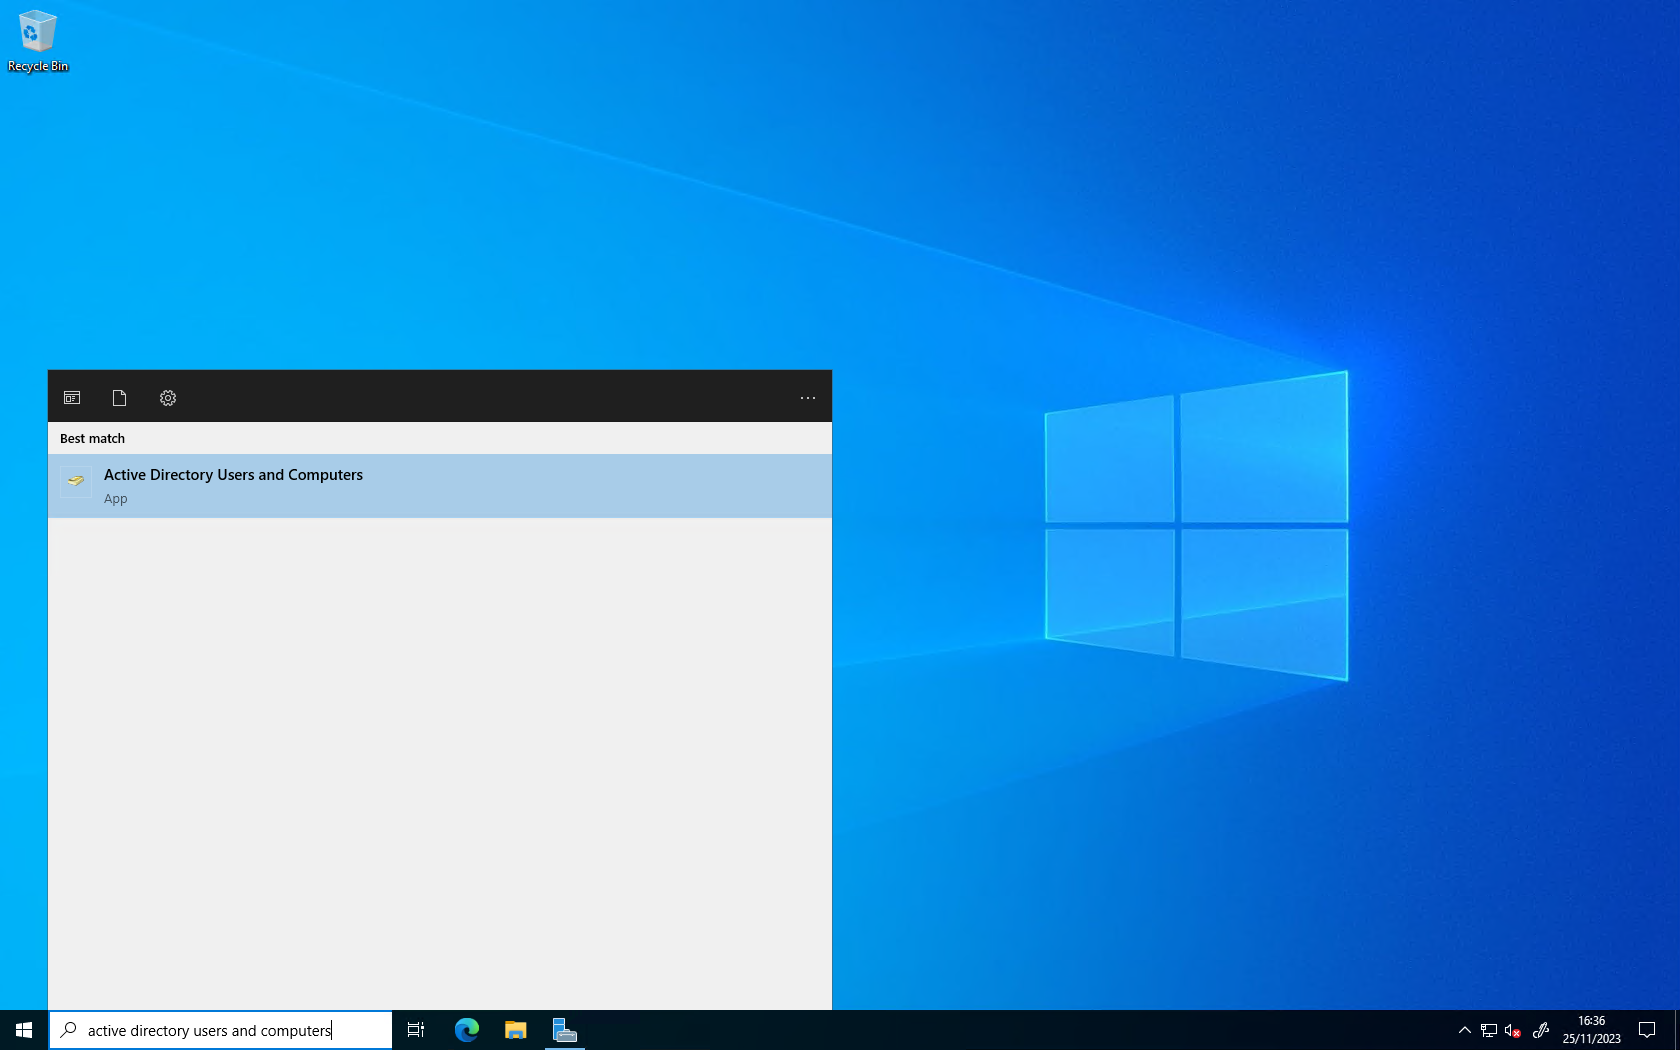 Recycle Bin
Best match
Active Directory Users and Computers
App
active directory users and computers
16:36
25/11/2023